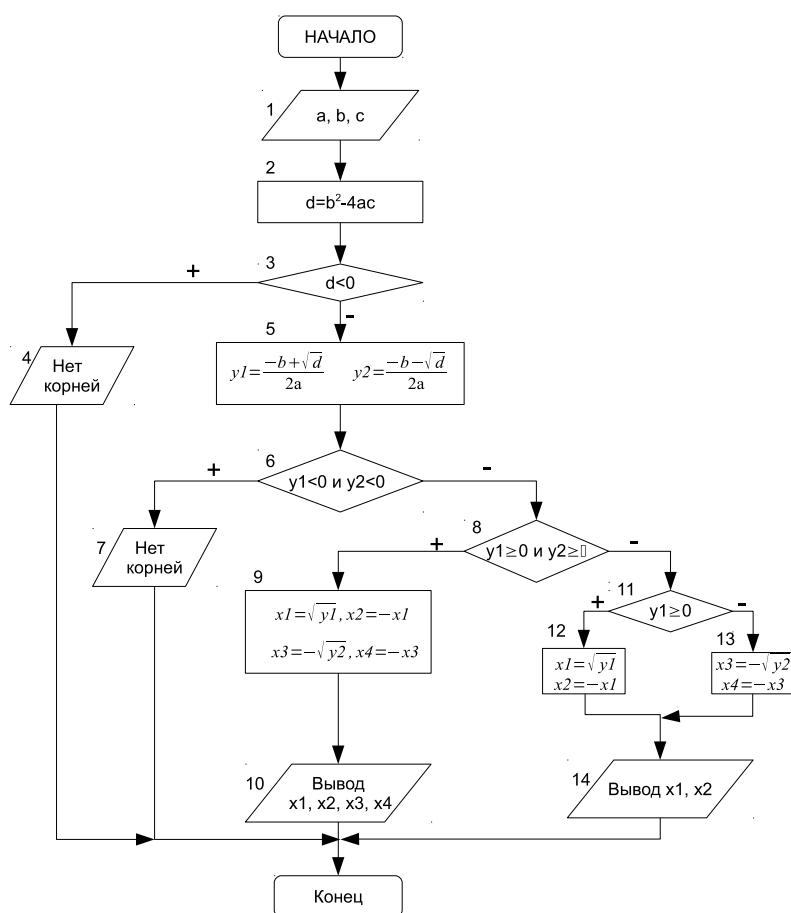 НАЧАЛО
1
a, b, c
2
d=b²-4ac
3
+
d<0
-
4
Нет
корней
5
y1=(-b+√d)/2a y2=(-b-√d)/2a
6
+
y1<0 и y2<0
-
7
Нет
корней
8
+
y1≥0 и y2≥▯
-
9
x1=√y1, x2=-x1
x3=-√y2, x4=-x3
11
+
y1≥0
-
12
x1=√y1
x2=-x1
13
x3=-√y2
x4=-x3
10
Вывод
x1, x2, x3, x4
14
Вывод x1, x2
Конец